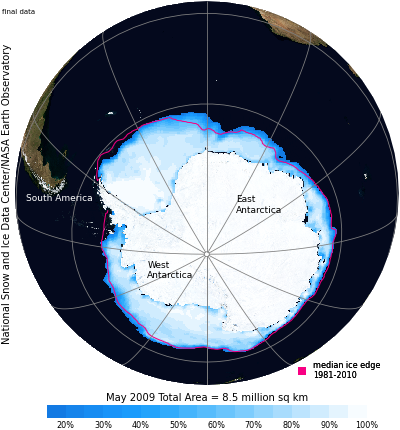 final data
National Snow and Ice Data Center/NASA Earth Observatory
South America
East
Antarctica
West
Antarctica
median ice edge
1981-2010
May 2009 Total Area = 8.5 million sq km
20% 30% 40% 50% 60% 70% 80% 90% 100%